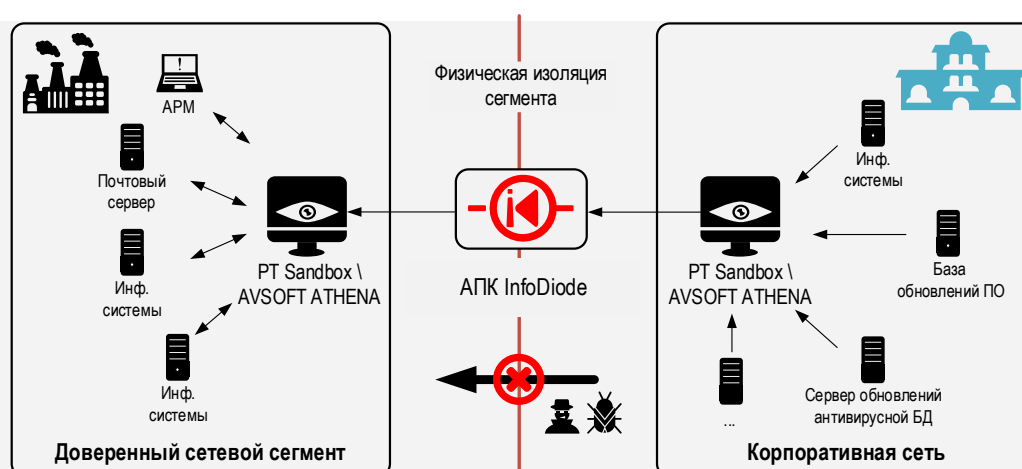 Физическая изоляция
сегмента
АРМ
Почтовый
сервер
Инф.
системы
Инф.
системы
PT Sandbox \
AVSOFT ATHENA
АПК InfoDiode
PT Sandbox \
AVSOFT ATHENA
Инф.
системы
База
обновлений ПО
Сервер обновлений
антивирусной БД
...
Доверенный сетевой сегмент
Корпоративная сеть